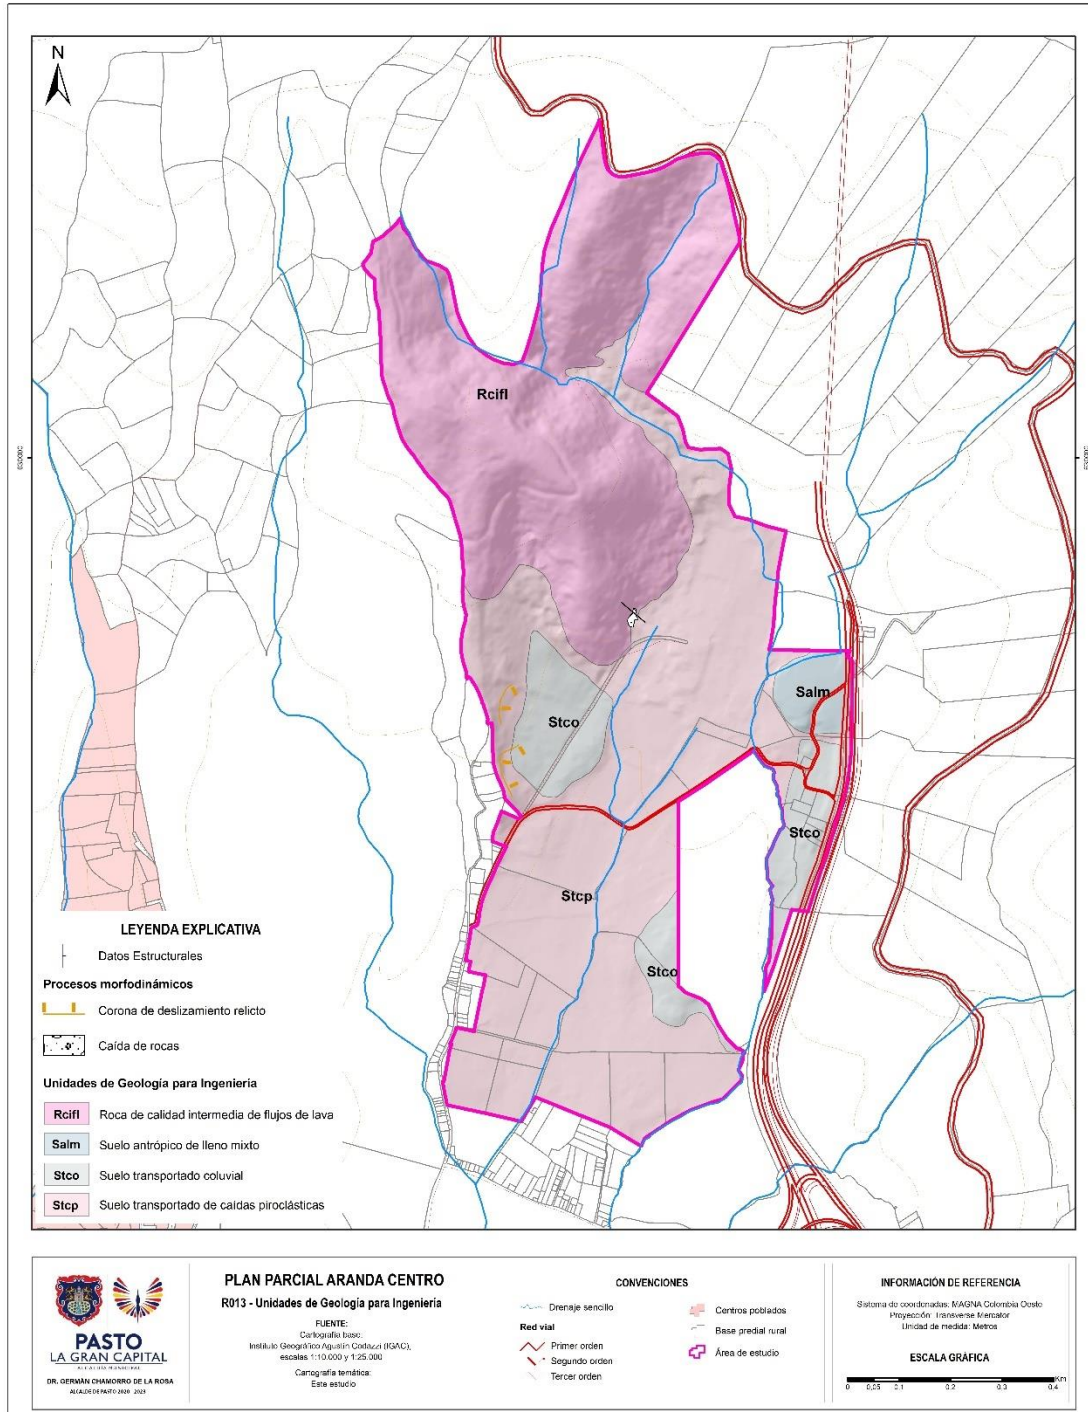 N
Rcifl
Salm
Stco
Stco
Stcp
Stco
LEYENDA EXPLICATIVA
Datos Estructurales
Procesos morfodinámicos
Corona de deslizamiento relicto
Caída de rocas
Unidades de Geología para Ingeniería
Rcifl Roca de calidad intermedia de flujos de lava
Salm Suelo antrópico de lleno mixto
Stco Suelo transportado coluvial
Stcp Suelo transportado de caídas piroclásticas
PASTO
LA GRAN CAPITAL
ALCALDÍA MUNICIPAL
DR. GERMÁN CHAMORRO DE LA ROSA
ALCALDE DE PASTO 2020 - 2023
PLAN PARCIAL ARANDA CENTRO
R013 - Unidades de Geología para Ingeniería
FUENTE:
Cartografía base:
Instituto Geográfico Agustín Codazzi (IGAC),
escalas 1:10.000 y 1:25.000
Cartografía temática:
Este estudio
CONVENCIONES
Drenaje sencillo
Red vial
Primer orden
Segundo orden
Tercer orden
Centros poblados
Base predial rural
Área de estudio
INFORMACIÓN DE REFERENCIA
Sistema de coordenadas: MAGNA Colombia Oeste
Proyección: Transverse Mercator
Unidad de medida: Metros
ESCALA GRÁFICA
Km
0 0,05 0.1 0.2 0.3 0.4